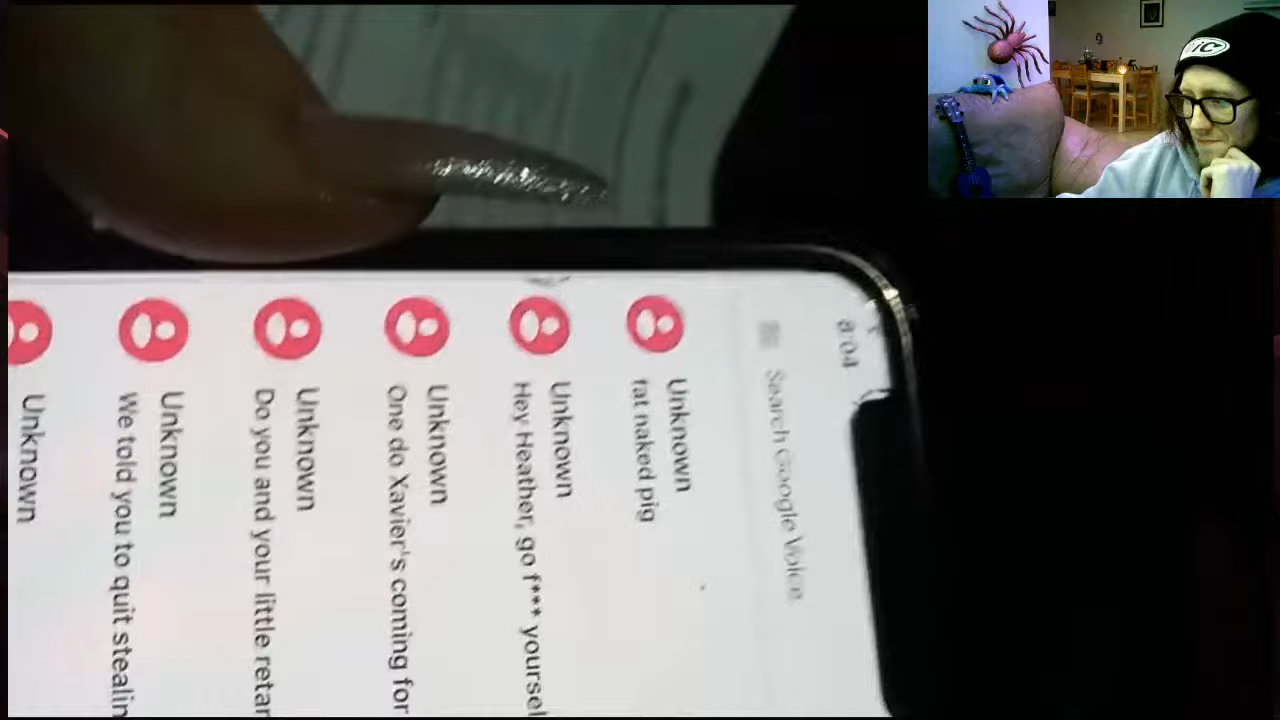 8:04
Search Google Voice
Unknown
fat naked pig
Unknown
Hey Heather, go f*** yoursel
Unknown
One do Xavier's coming for
Unknown
Do you and your little retar
Unknown
We told you to quit stealin
Unknown